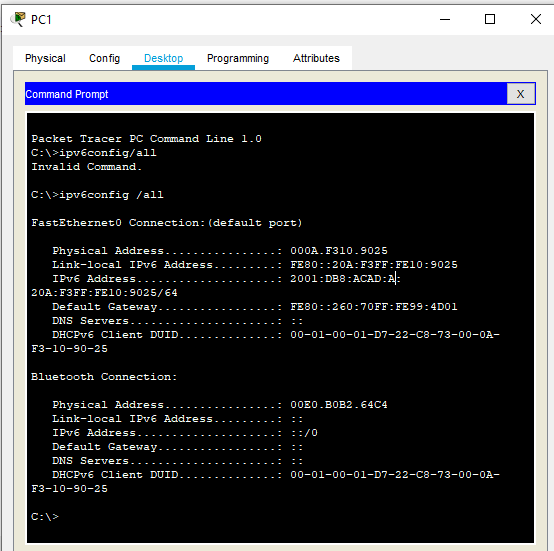 PC1
Physical Config Desktop Programming Attributes
Command Prompt X
Packet Tracer PC Command Line 1.0
C:\>ipv6config/all
Invalid Command.
C:\>ipv6config /all
FastEthernet0 Connection:(default port)
Physical Address................: 000A.F310.9025
Link-local IPv6 Address.........: FE80::20A:F3FF:FE10:9025
IPv6 Address....................: 2001:DB8:ACAD:A:
20A:F3FF:FE10:9025/64
Default Gateway.................: FE80::260:70FF:FE99:4D01
DNS Servers.....................: ::
DHCPv6 Client DUID..............: 00-01-00-01-D7-22-C8-73-00-0A-
F3-10-90-25
Bluetooth Connection:
Physical Address................: 00E0.B0B2.64C4
Link-local IPv6 Address.........: ::
IPv6 Address....................: ::/0
Default Gateway.................: ::
DNS Servers.....................: ::
DHCPv6 Client DUID..............: 00-01-00-01-D7-22-C8-73-00-0A-
F3-10-90-25
C:\>